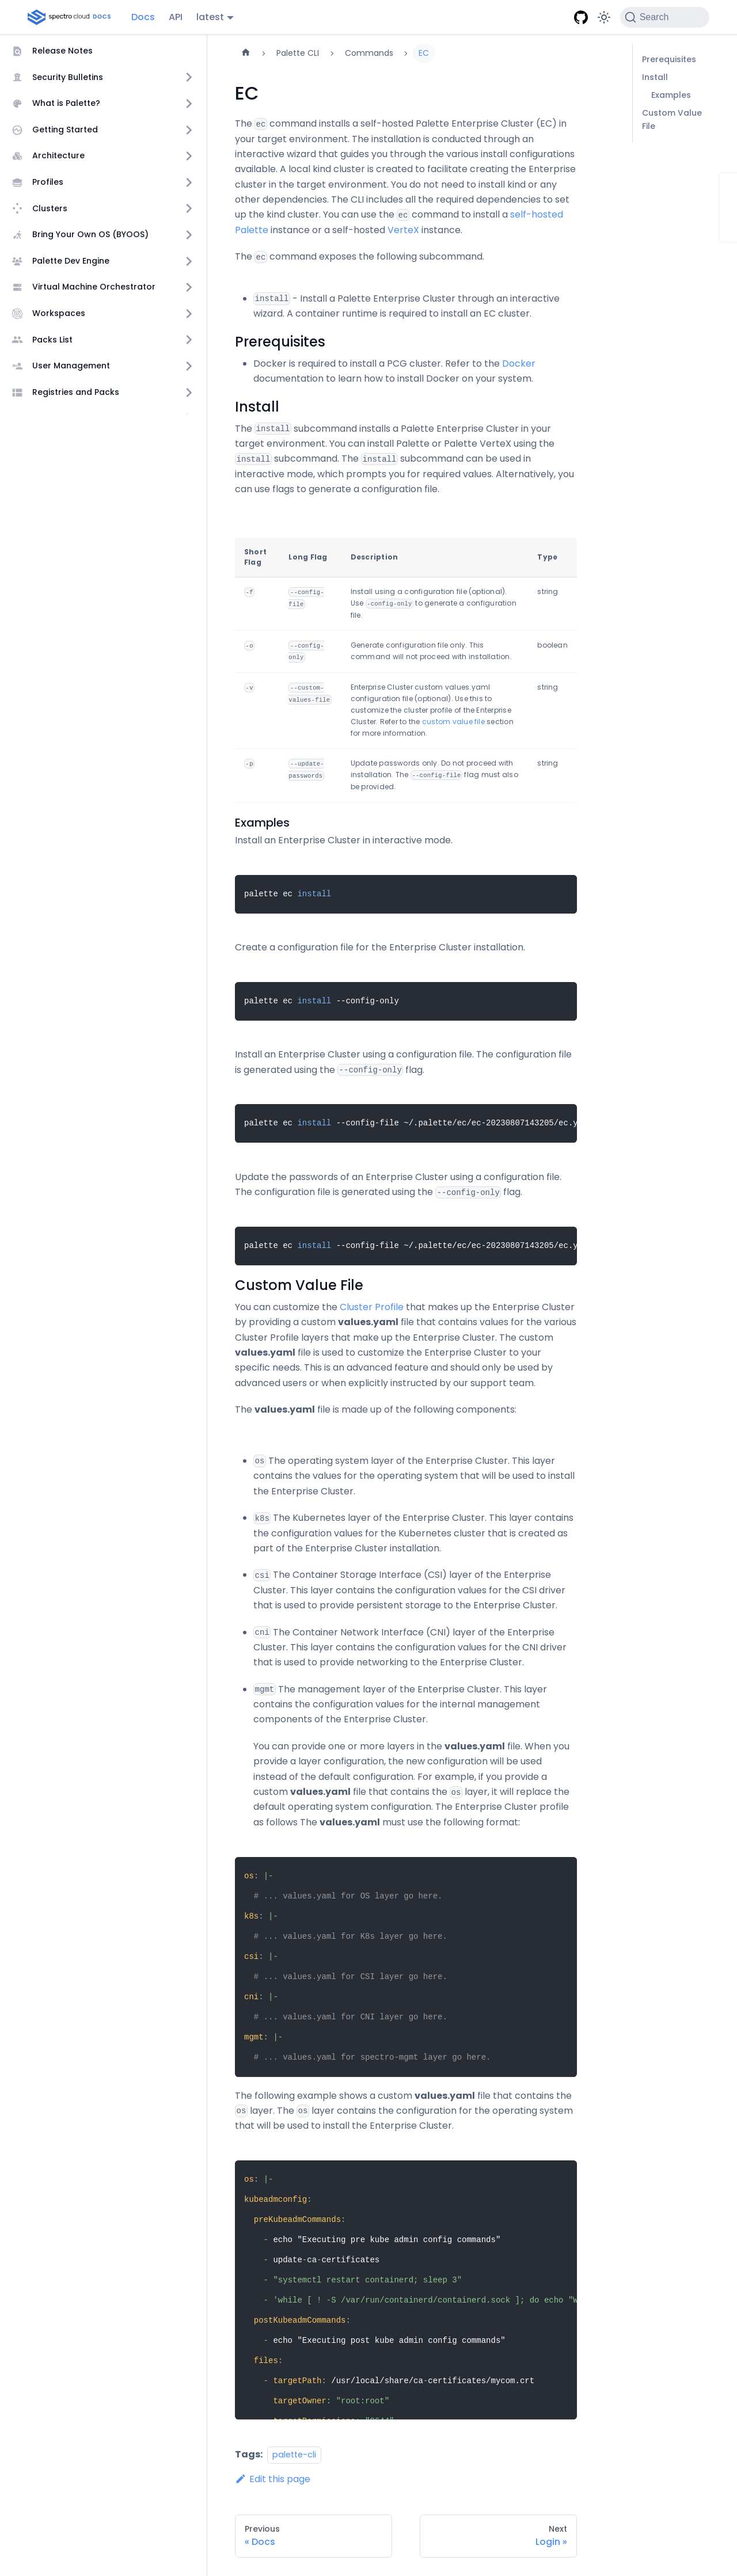 spectro cloud DOCS
Docs
API
latest
Search
Release Notes
Security Bulletins
What is Palette?
Getting Started
Architecture
Profiles
Clusters
Bring Your Own OS (BYOOS)
Palette Dev Engine
Virtual Machine Orchestrator
Workspaces
Packs List
User Management
Registries and Packs
Palette CLI
Commands
EC
EC
The ec command installs a self-hosted Palette Enterprise Cluster (EC) in
your target environment. The installation is conducted through an
interactive wizard that guides you through the various install configurations
available. A local kind cluster is created to facilitate creating the Enterprise
cluster in the target environment. You do not need to install kind or any
other dependencies. The CLI includes all the required dependencies to set
up the kind cluster. You can use the ec command to install a self-hosted
Palette instance or a self-hosted VerteX instance.
The ec command exposes the following subcommand.
install - Install a Palette Enterprise Cluster through an interactive
wizard. A container runtime is required to install an EC cluster.
Prerequisites
Docker is required to install a PCG cluster. Refer to the Docker
documentation to learn how to install Docker on your system.
Install
The install subcommand installs a Palette Enterprise Cluster in your
target environment. You can install Palette or Palette VerteX using the
install subcommand. The install subcommand can be used in
interactive mode, which prompts you for required values. Alternatively, you
can use flags to generate a configuration file.
Short
Flag
Long Flag
Description
Type
-f
--config-
file
Install using a configuration file (optional).
Use -config-only to generate a configuration
file.
string
-o
--config-
only
Generate configuration file only. This
command will not proceed with installation.
boolean
-v
--custom-
values-file
Enterprise Cluster custom values.yaml
configuration file (optional). Use this to
customize the cluster profile of the Enterprise
Cluster. Refer to the custom value file section
for more information.
string
-p
--update-
passwords
Update passwords only. Do not proceed with
installation. The --config-file flag must also
be provided.
string
Examples
Install an Enterprise Cluster in interactive mode.
palette ec install
Create a configuration file for the Enterprise Cluster installation.
palette ec install --config-only
Install an Enterprise Cluster using a configuration file. The configuration file
is generated using the --config-only flag.
palette ec install --config-file ~/.palette/ec/ec-20230807143205/ec.y
Update the passwords of an Enterprise Cluster using a configuration file.
The configuration file is generated using the --config-only flag.
palette ec install --config-file ~/.palette/ec/ec-20230807143205/ec.y
Custom Value File
You can customize the Cluster Profile that makes up the Enterprise Cluster
by providing a custom values.yaml file that contains values for the various
Cluster Profile layers that make up the Enterprise Cluster. The custom
values.yaml file is used to customize the Enterprise Cluster to your
specific needs. This is an advanced feature and should only be used by
advanced users or when explicitly instructed by our support team.
The values.yaml file is made up of the following components:
os The operating system layer of the Enterprise Cluster. This layer
contains the values for the operating system that will be used to install
the Enterprise Cluster.
k8s The Kubernetes layer of the Enterprise Cluster. This layer contains
the configuration values for the Kubernetes cluster that is created as
part of the Enterprise Cluster installation.
csi The Container Storage Interface (CSI) layer of the Enterprise
Cluster. This layer contains the configuration values for the CSI driver
that is used to provide persistent storage to the Enterprise Cluster.
cni The Container Network Interface (CNI) layer of the Enterprise
Cluster. This layer contains the configuration values for the CNI driver
that is used to provide networking to the Enterprise Cluster.
mgmt The management layer of the Enterprise Cluster. This layer
contains the configuration values for the internal management
components of the Enterprise Cluster.
You can provide one or more layers in the values.yaml file. When you
provide a layer configuration, the new configuration will be used
instead of the default configuration. For example, if you provide a
custom values.yaml file that contains the os layer, it will replace the
default operating system configuration. The Enterprise Cluster profile
as follows The values.yaml must use the following format:
os: |-
# ... values.yaml for OS layer go here.
k8s: |-
# ... values.yaml for K8s layer go here.
csi: |-
# ... values.yaml for CSI layer go here.
cni: |-
# ... values.yaml for CNI layer go here.
mgmt: |-
# ... values.yaml for spectro-mgmt layer go here.
The following example shows a custom values.yaml file that contains the
os layer. The os layer contains the configuration for the operating system
that will be used to install the Enterprise Cluster.
os: |-
kubeadmconfig:
preKubeadmCommands:
- echo "Executing pre kube admin config commands"
- update-ca-certificates
- "systemctl restart containerd; sleep 3"
- 'while [ ! -S /var/run/containerd/containerd.sock ]; do echo "W
postKubeadmCommands:
- echo "Executing post kube admin config commands"
files:
- targetPath: /usr/local/share/ca-certificates/mycom.crt
targetOwner: "root:root"
Tags: palette-cli
Edit this page
Previous
« Docs
Next
Login »
Prerequisites
Install
Examples
Custom Value
File